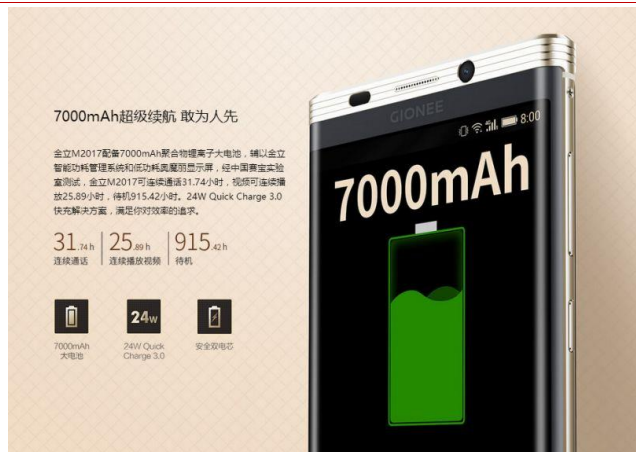 7000mAh超级续航 敢为人先
金立M2017配备7000mAh聚合物锂离子大电池，辅以金立
智能功耗管理系统和低功耗奥魔丽显示屏，经中国赛宝实验
室测试，金立M2017可连续通话31.74小时，视频可连续播
放25.89小时，待机915.42小时。24W Quick Charge 3.0
快充解决方案，满足你对效率的追求。
31.74 h
连续通话
25.89 h
连续播放视频
915.42 h
待机
24w
7000mAh
大电池
24W Quick
Charge 3.0
安全双电芯
GIONEE
8:00
7000mAh